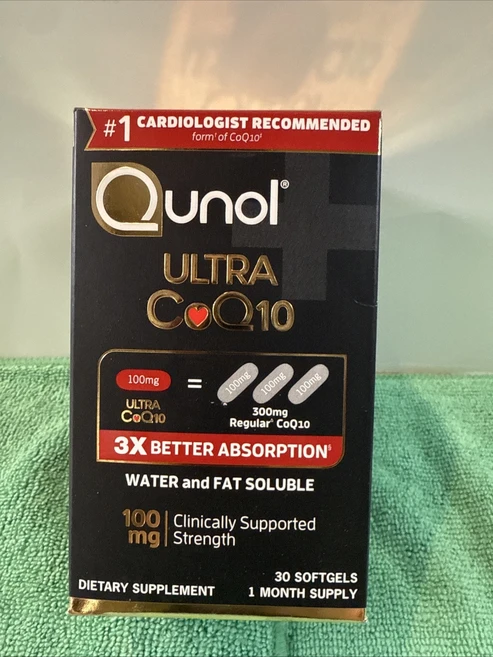 #1 CARDIOLOGIST RECOMMENDED
form† of CoQ10‡
Qunol®
ULTRA
CoQ10
100mg = 100mg 100mg 100mg
ULTRA
CoQ10
300mg
Regular^ CoQ10
3X BETTER ABSORPTION§
WATER and FAT SOLUBLE
100 mg
Clinically Supported
Strength
DIETARY SUPPLEMENT
30 SOFTGELS
1 MONTH SUPPLY